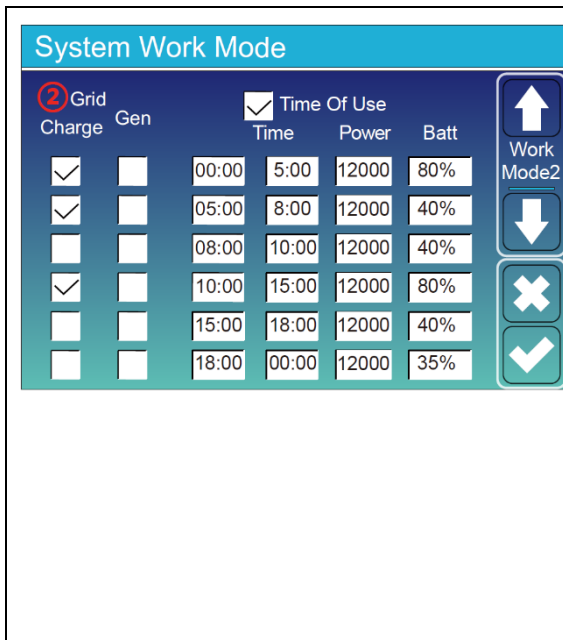 System Work Mode
② Grid Charge Gen
Time Of Use
Time Power Batt
00:00 5:00 12000 80%
05:00 8:00 12000 40%
08:00 10:00 12000 40%
10:00 15:00 12000 80%
15:00 18:00 12000 40%
18:00 00:00 12000 35%
Work
Mode2